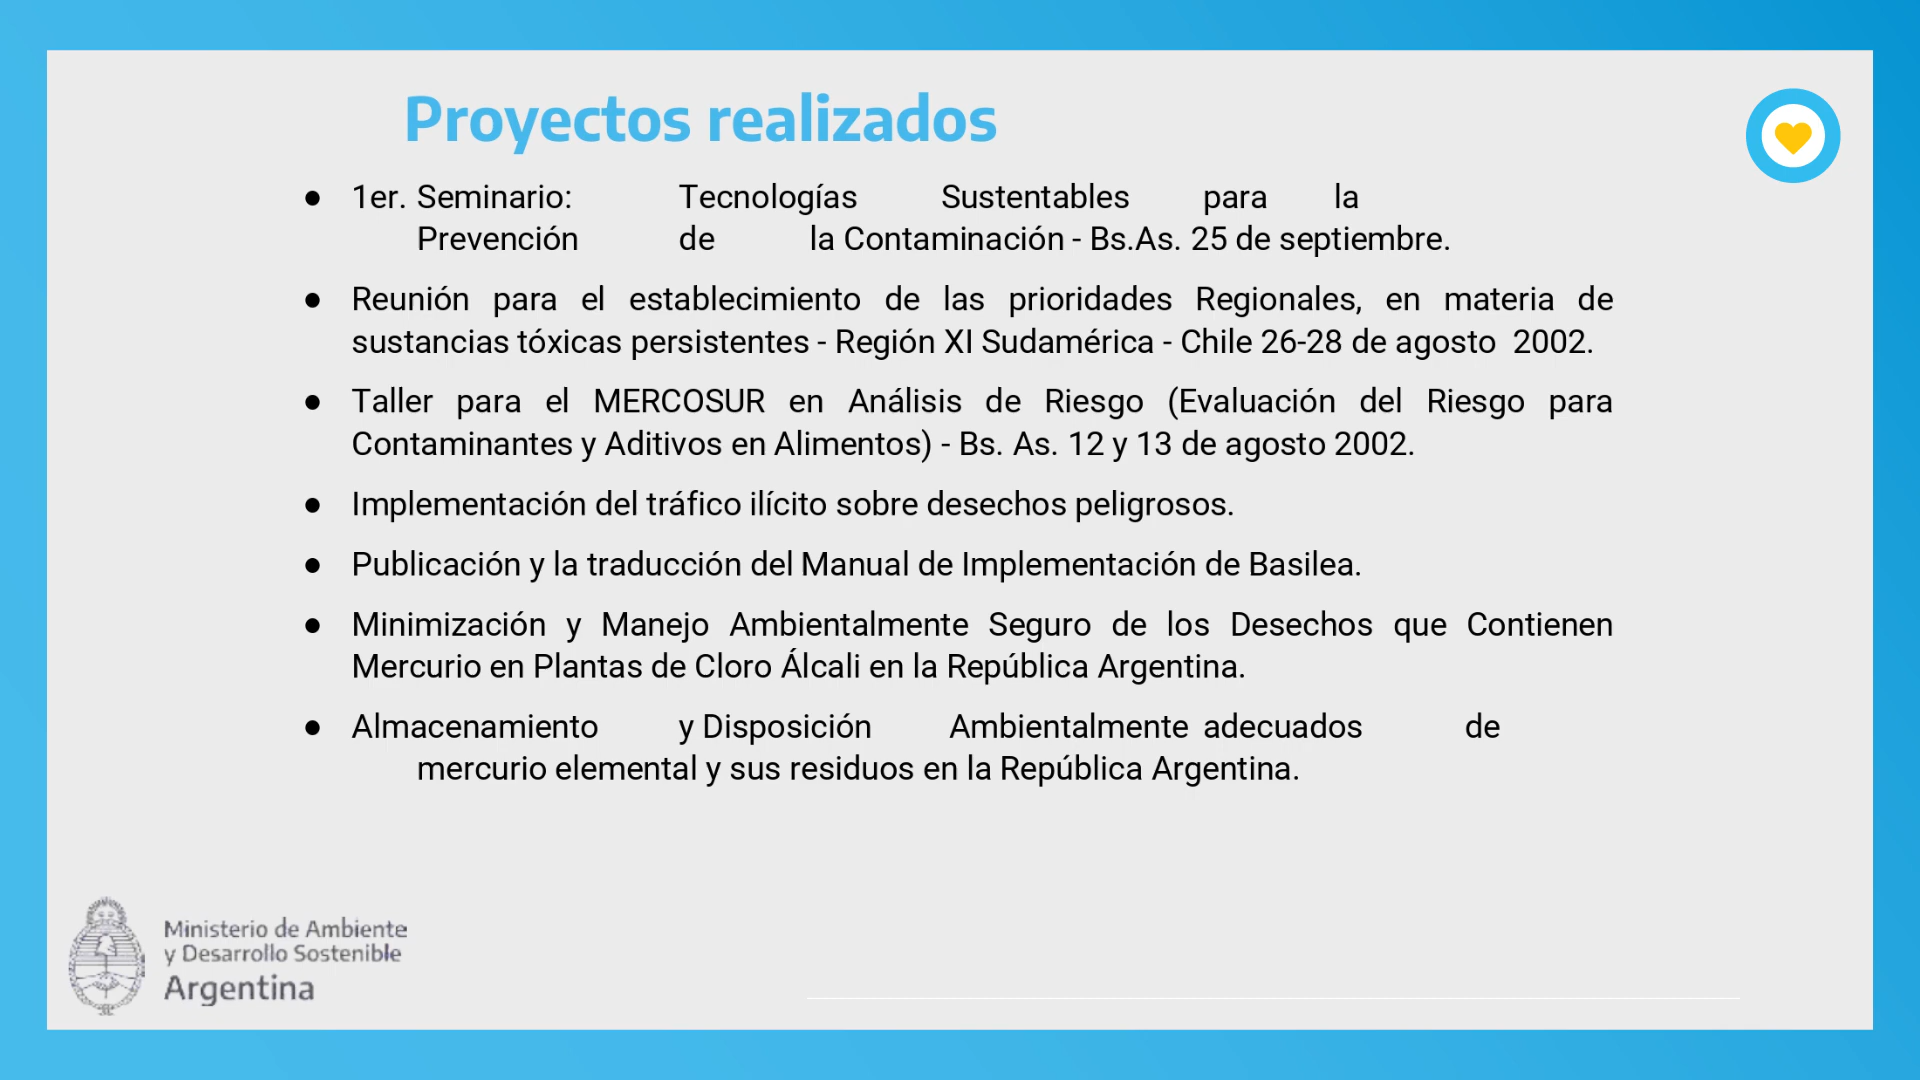 Proyectos realizados
● 1er. Seminario: Tecnologías Sustentables para la
Prevención de la Contaminación - Bs.As. 25 de septiembre.
● Reunión para el establecimiento de las prioridades Regionales, en materia de
sustancias tóxicas persistentes - Región XI Sudamérica - Chile 26-28 de agosto 2002.
● Taller para el MERCOSUR en Análisis de Riesgo (Evaluación del Riesgo para
Contaminantes y Aditivos en Alimentos) - Bs. As. 12 y 13 de agosto 2002.
● Implementación del tráfico ilícito sobre desechos peligrosos.
● Publicación y la traducción del Manual de Implementación de Basilea.
● Minimización y Manejo Ambientalmente Seguro de los Desechos que Contienen
Mercurio en Plantas de Cloro Álcali en la República Argentina.
● Almacenamiento y Disposición Ambientalmente adecuados de
mercurio elemental y sus residuos en la República Argentina.
Ministerio de Ambiente
y Desarrollo Sostenible
Argentina